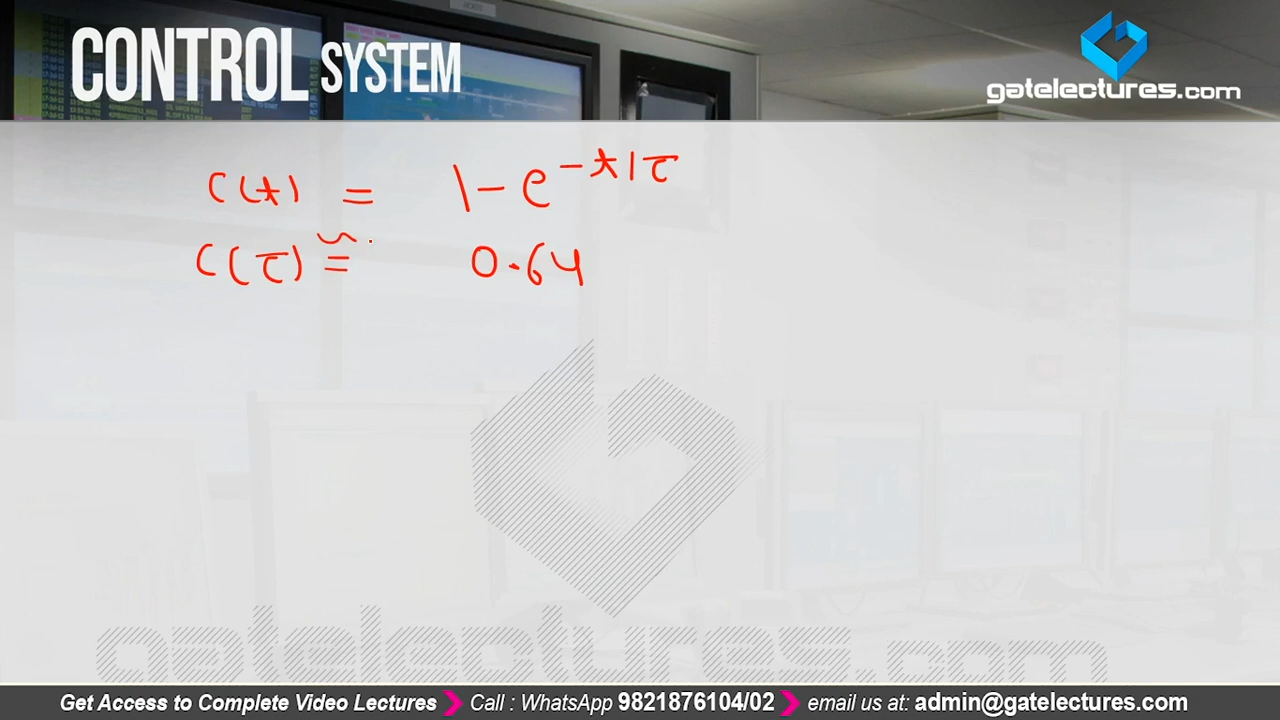 CONTROL SYSTEM
gatelectures.com
c(t) = 1 - e^{-t/τ}
c(τ) ≅ 0.64
gatelectures.com
Get Access to Complete Video Lectures Call : WhatsApp 9821876104/02 email us at: admin@gatelectures.com